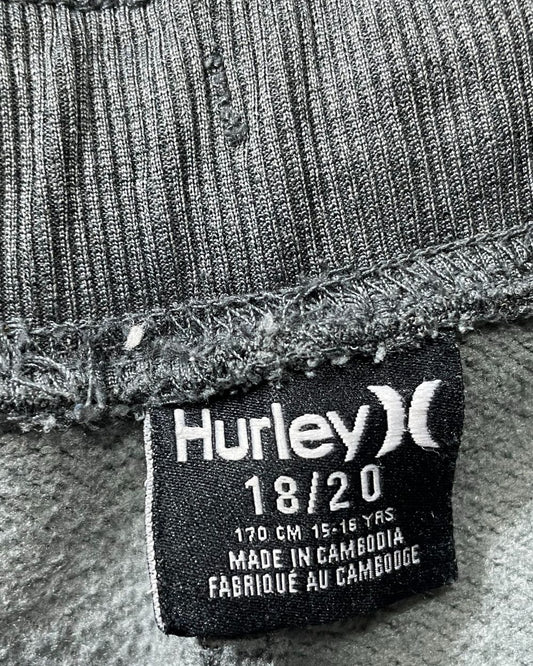 Hurley
18/20
170 CM 15-16 YRS
MADE IN CAMBODIA
FABRIQUÉ AU CAMBODGE